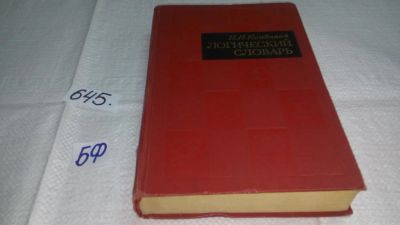 645.
БФ
Н.И. Кондаков
ЛОГИЧЕСКИЙ
СЛОВАРЬ